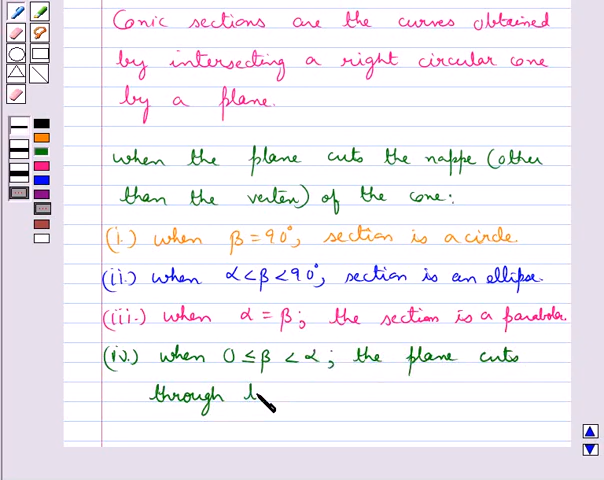 Conic sections are the curves obtained
by intersecting a right circular cone
by a plane.
when the plane cuts the nappe (other
than the vertex) of the cone:
(i.) when β = 90°, section is a circle.
(ii.) when α < β < 90°, section is an ellipse.
(iii.) when α = β; the section is a parabola.
(iv.) when 0 ≤ β < α; the plane cuts
through